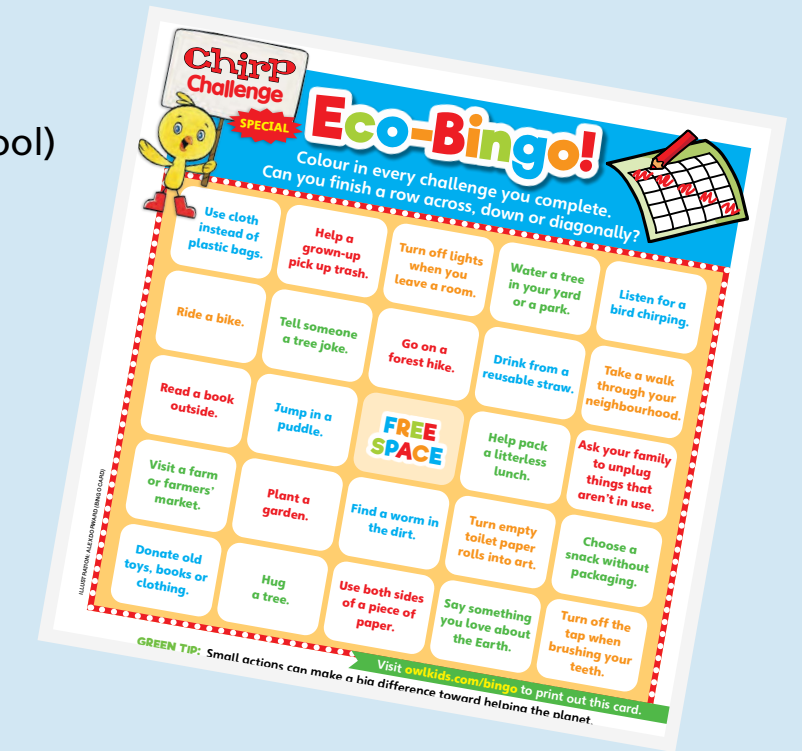 ool)
Chirp
Challenge
SPECIAL
Eco-Bingo!
Colour in every challenge you complete.
Can you finish a row across, down or diagonally?
Use cloth
instead of
plastic bags.
Help a
grown-up
pick up trash.
Turn off lights
when you
leave a room.
Water a tree
in your yard
or a park.
Listen for a
bird chirping.
Ride a bike.
Tell someone
a tree joke.
Go on a
forest hike.
Drink from a
reusable straw.
Take a walk
through your
neighbourhood.
Read a book
outside.
Jump in a
puddle.
FREE
SPACE
Help pack
a litterless
lunch.
Ask your family
to unplug
things that
aren't in use.
Visit a farm
or farmers'
market.
Plant a
garden.
Find a worm in
the dirt.
Turn empty
toilet paper
rolls into art.
Choose a
snack without
packaging.
Donate old
toys, books or
clothing.
Hug
a tree.
Use both sides
of a piece of
paper.
Say something
you love about
the Earth.
Turn off the
tap when
brushing your
teeth.
ILLUSTRATION: ALEX DORWARD (BINGO CARD)
Visit owlkids.com/bingo to print out this card.
GREEN TIP: Small actions can make a big difference toward helping the planet.